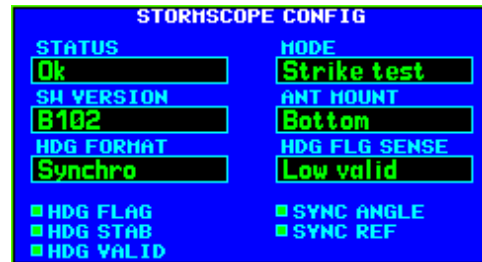 STORMSCOPE CONFIG
STATUS MODE
Ok Strike test
SW VERSION ANT MOUNT
B102 Bottom
HDG FORMAT HDG FLG SENSE
Synchro Low valid
HDG FLAG SYNC ANGLE
HDG STAB SYNC REF
HDG VALID